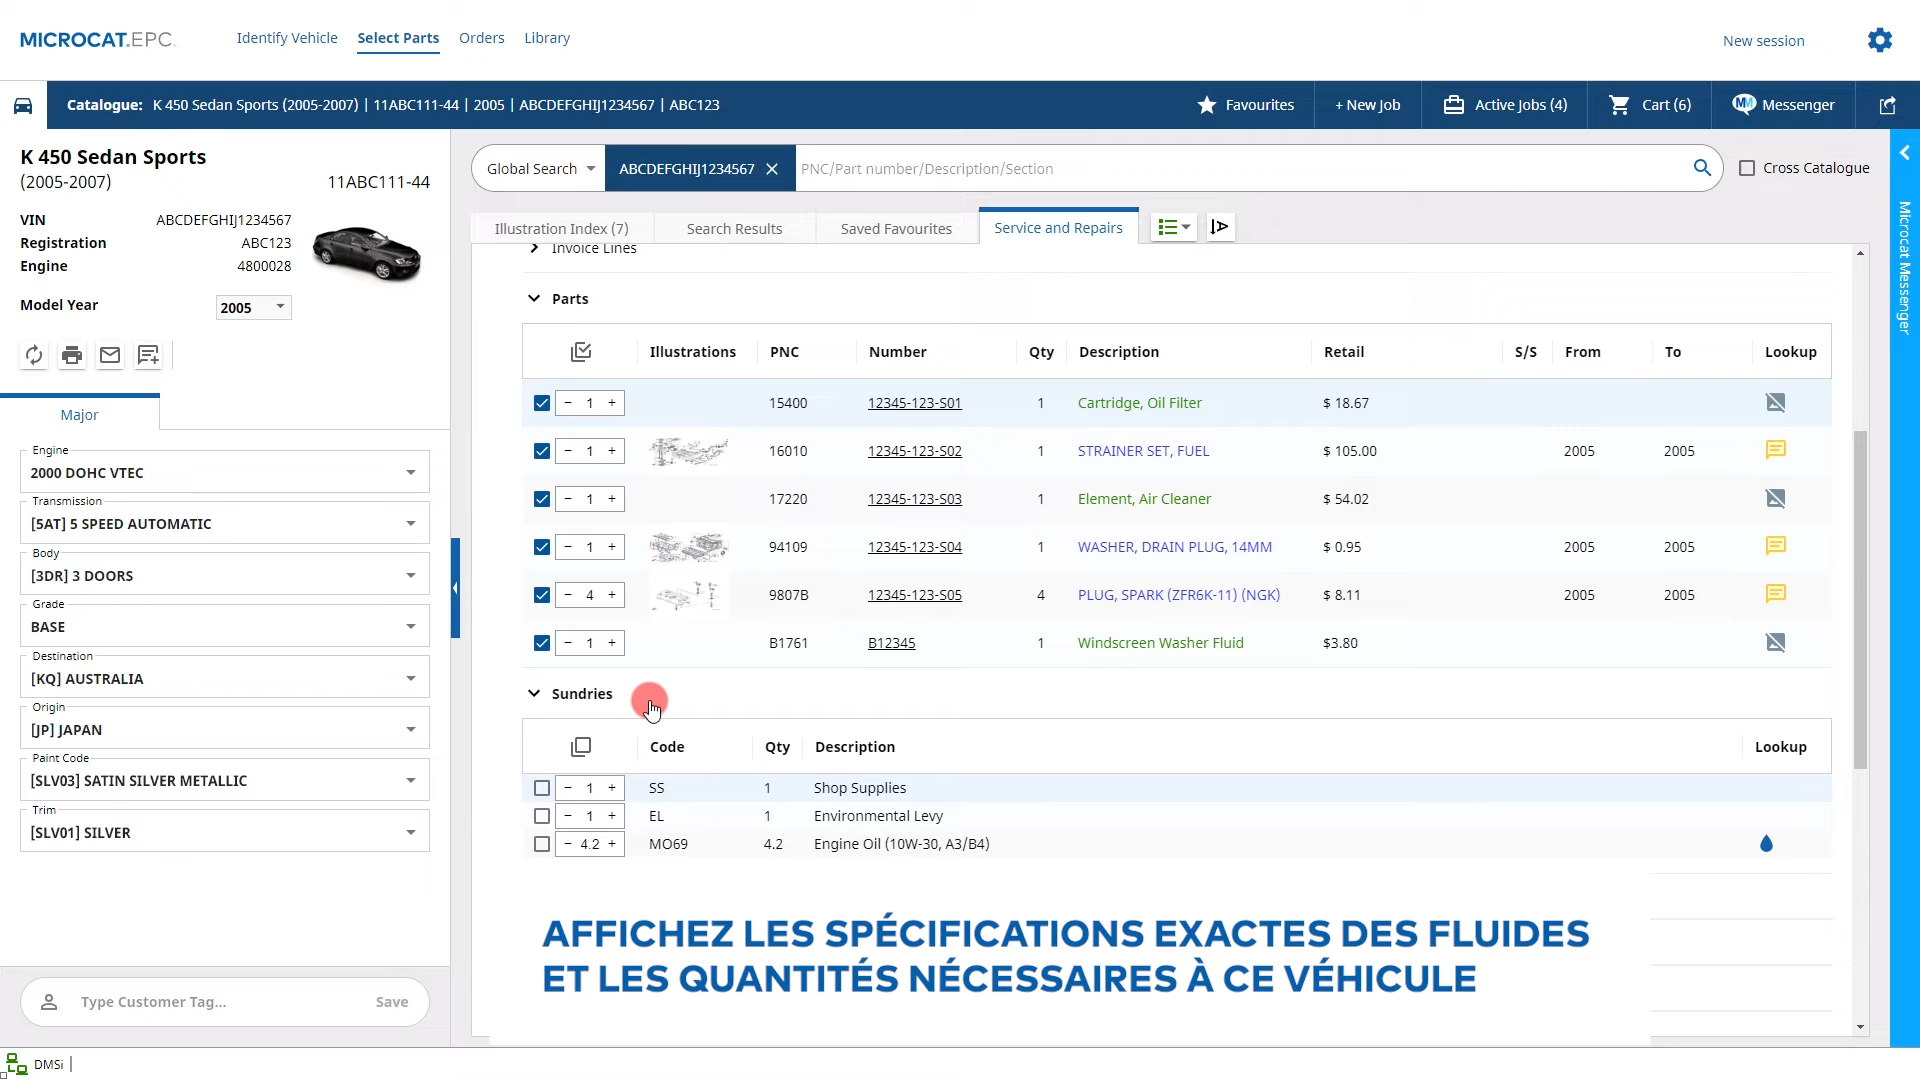 MICROCAT.EPC
Identify Vehicle Select Parts Orders Library
New session
Catalogue: K 450 Sedan Sports (2005-2007) | 11ABC111-44 | 2005 | ABCDEFGHIJ1234567 | ABC123
Favourites + New Job Active Jobs (4) Cart (6) Messenger
K 450 Sedan Sports
(2005-2007) 11ABC111-44
VIN ABCDEFGHIJ1234567
Registration ABC123
Engine 4800028
Model Year 2005
Major
Engine
2000 DOHC VTEC
Transmission
[5AT] 5 SPEED AUTOMATIC
Body
[3DR] 3 DOORS
Grade
BASE
Destination
[KQ] AUSTRALIA
Origin
[JP] JAPAN
Paint Code
[SLV03] SATIN SILVER METALLIC
Trim
[SLV01] SILVER
Type Customer Tag... Save
DMSi
Global Search ABCDEFGHIJ1234567 PNC/Part number/Description/Section Cross Catalogue
Illustration Index (7) Search Results Saved Favourites Service and Repairs
Invoice Lines
Parts
Illustrations PNC Number Qty Description Retail S/S From To Lookup
- 1 + 15400 12345-123-S01 1 Cartridge, Oil Filter $ 18.67
- 1 + 16010 12345-123-S02 1 STRAINER SET, FUEL $ 105.00 2005 2005
- 1 + 17220 12345-123-S03 1 Element, Air Cleaner $ 54.02
- 1 + 94109 12345-123-S04 1 WASHER, DRAIN PLUG, 14MM $ 0.95 2005 2005
- 4 + 9807B 12345-123-S05 4 PLUG, SPARK (ZFR6K-11) (NGK) $ 8.11 2005 2005
- 1 + B1761 B12345 1 Windscreen Washer Fluid $3.80
Sundries
Code Qty Description Lookup
- 1 + SS 1 Shop Supplies
- 1 + EL 1 Environmental Levy
- 4.2 + MO69 4.2 Engine Oil (10W-30, A3/B4)
AFFICHEZ LES SPÉCIFICATIONS EXACTES DES FLUIDES
ET LES QUANTITÉS NÉCESSAIRES À CE VÉHICULE
Microcat Messenger